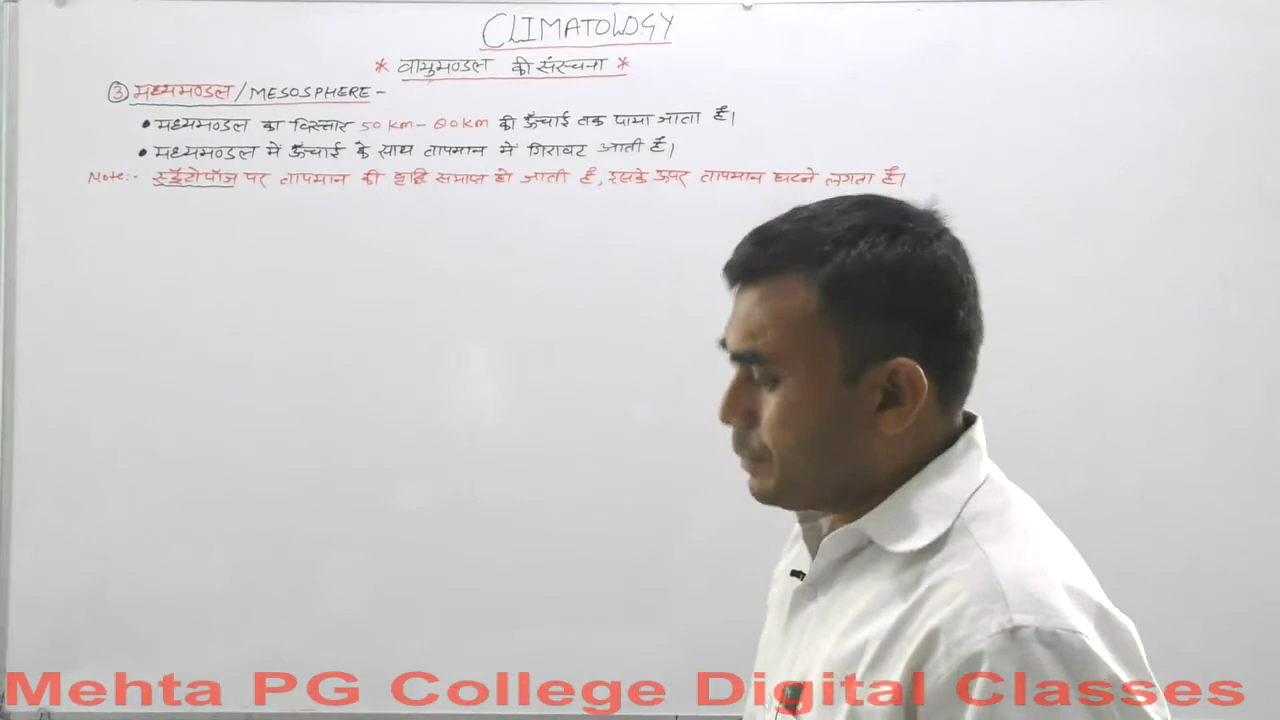 CLIMATOLOGY
* वायुमण्डल की संरचना *
③ मध्यमण्डल / MESOSPHERE -
• मध्यमण्डल का विस्तार 50 km - 80 km की ऊँचाई तक पाया जाता है।
• मध्यमण्डल में ऊँचाई के साथ तापमान में गिरावट आती है।
Note:- स्ट्रैटोपॉज पर तापमान की वृद्धि समाप्त हो जाती है, इसके ऊपर तापमान घटने लगता है।
Mehta PG College Digital Classes